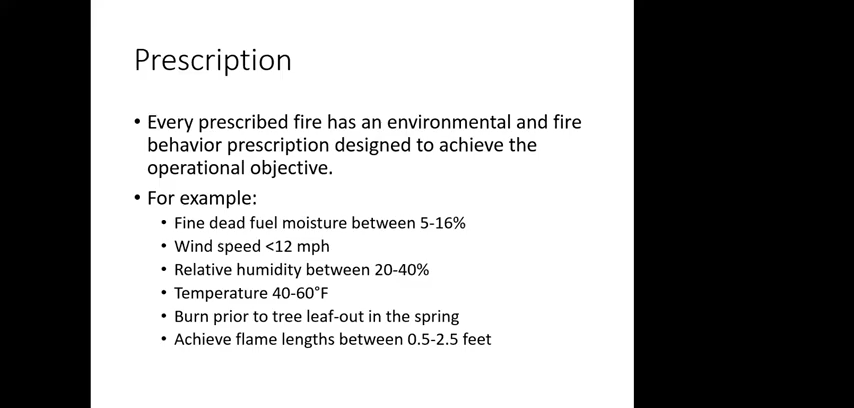 Prescription
• Every prescribed fire has an environmental and fire
behavior prescription designed to achieve the
operational objective.
• For example:
• Fine dead fuel moisture between 5-16%
• Wind speed <12 mph
• Relative humidity between 20-40%
• Temperature 40-60°F
• Burn prior to tree leaf-out in the spring
• Achieve flame lengths between 0.5-2.5 feet